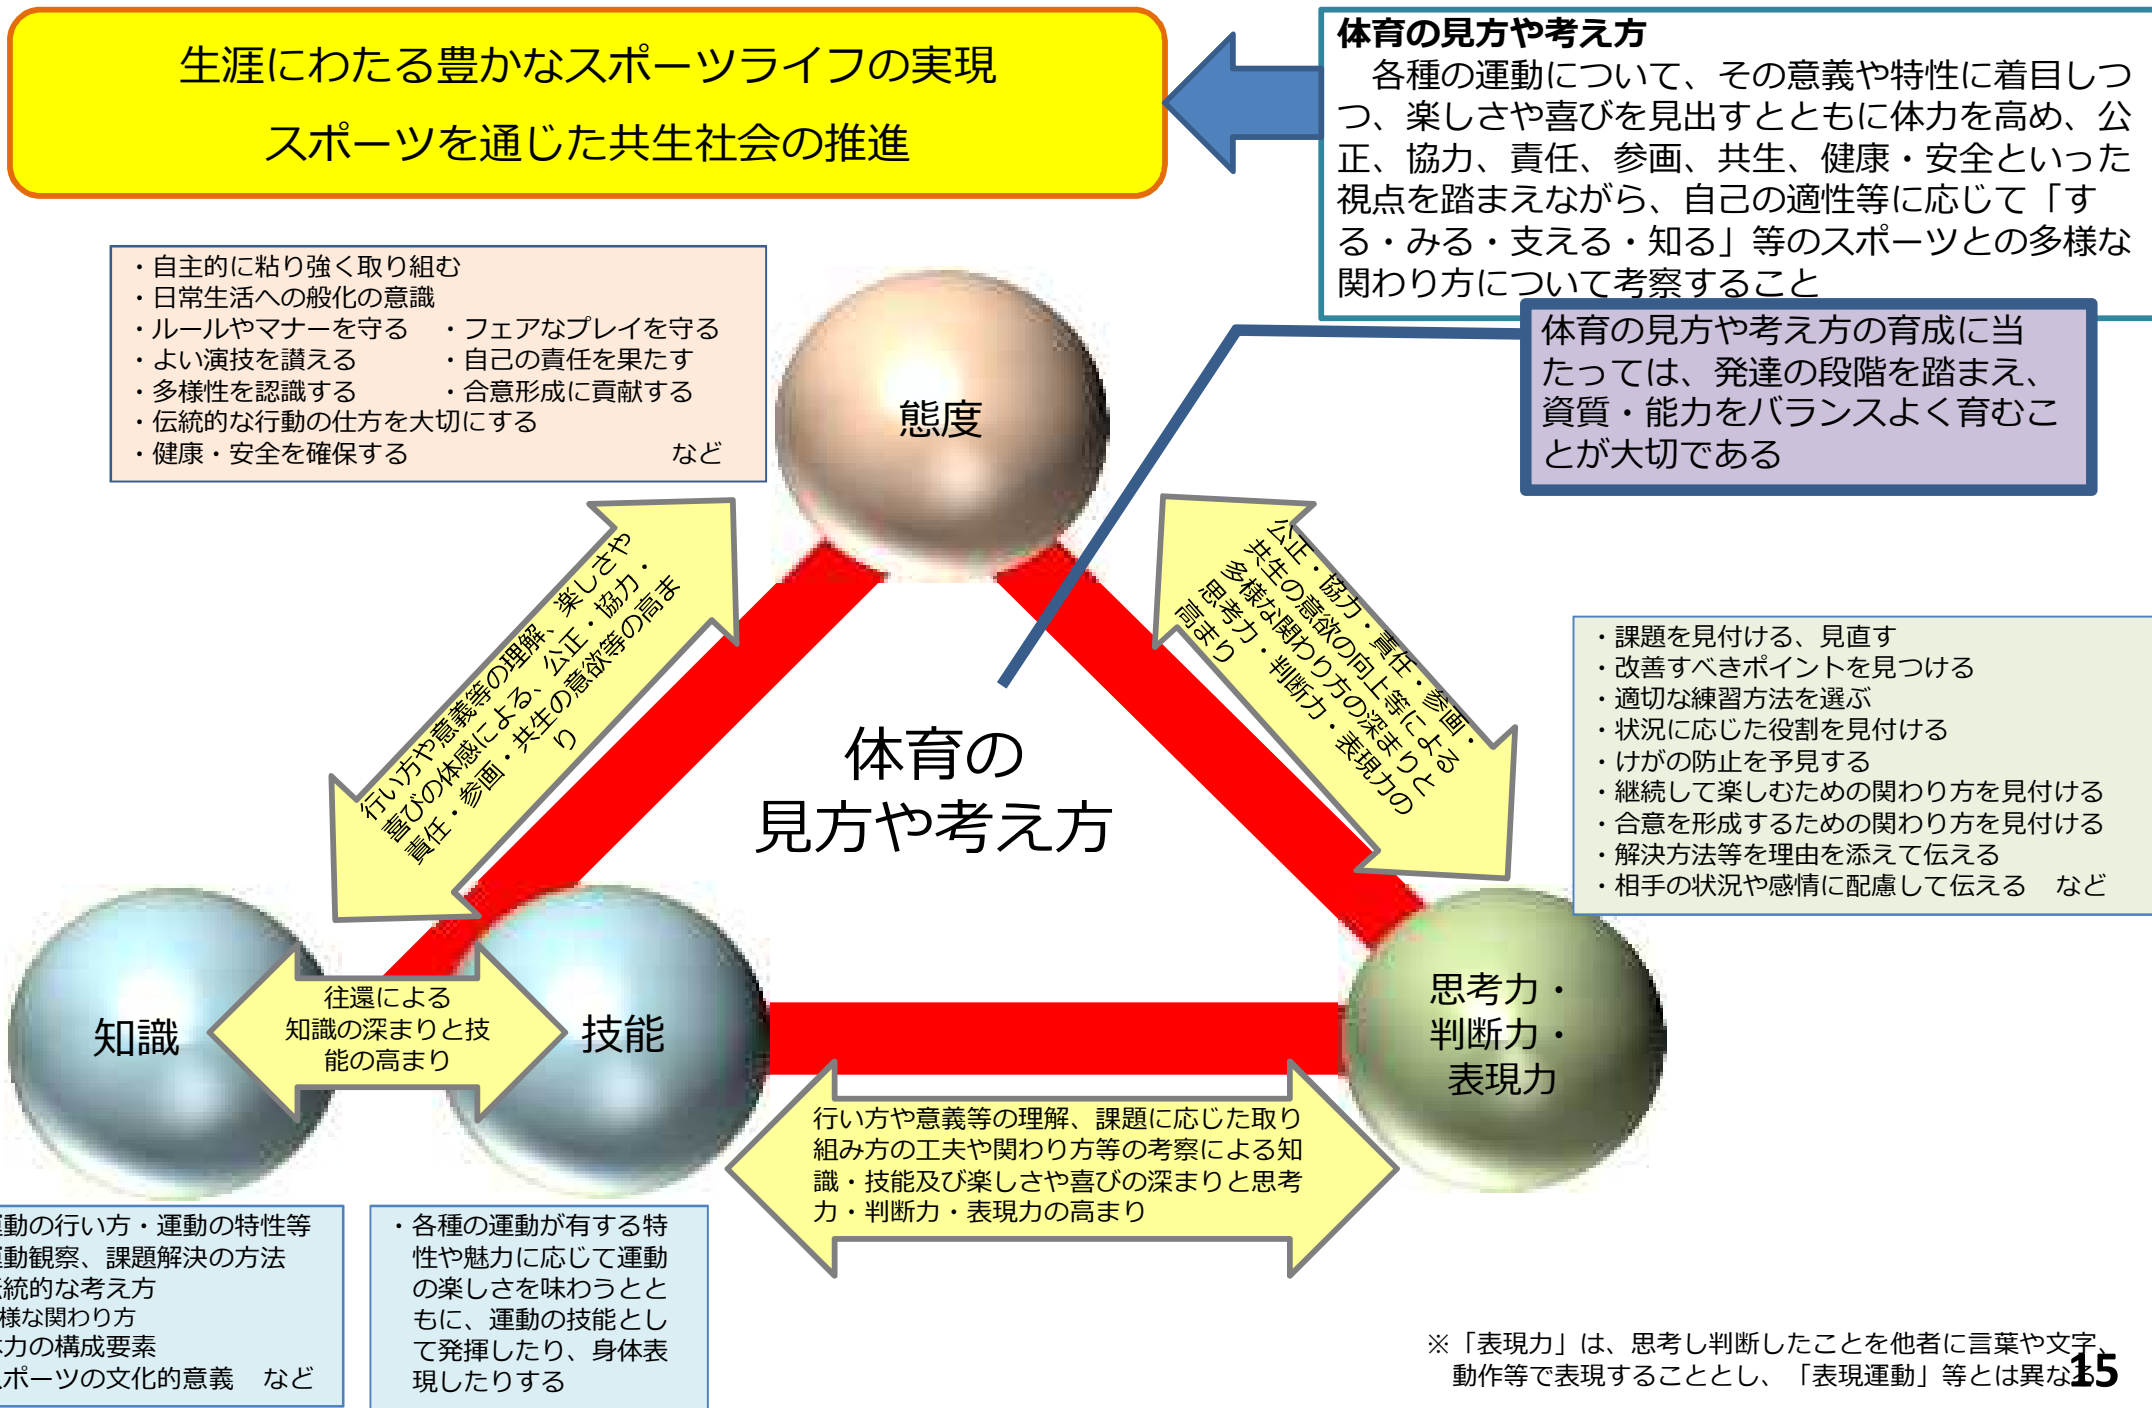 生涯にわたる豊かなスポーツライフの実現
スポーツを通じた共生社会の推進
体育の見方や考え方
各種の運動について、その意義や特性に着目しつ
つ、楽しさや喜びを見出すとともに体力を高め、公
正、協力、責任、参画、共生、健康・安全といった
視点を踏まえながら、自己の適性等に応じて「す
る・みる・支える・知る」等のスポーツとの多様な
関わり方について考察すること
体育の見方や考え方の育成に当
たっては、発達の段階を踏まえ、
資質・能力をバランスよく育むこ
とが大切である
・自主的に粘り強く取り組む
・日常生活への般化の意識
・ルールやマナーを守る ・フェアなプレイを守る
・よい演技を讃える ・自己の責任を果たす
・多様性を認識する ・合意形成に貢献する
・伝統的な行動の仕方を大切にする
・健康・安全を確保する など
態度
行い方や意義等の理解、楽しさや
喜びの体感による、公正・協力・
責任・参画・共生の意欲等の高ま
り
公正・協力・責任・参画・
共生の意欲の向上等による
多様な関わり方の深まりと
思考力・判断力・表現力の
高まり
・課題を見付ける、見直す
・改善すべきポイントを見つける
・適切な練習方法を選ぶ
・状況に応じた役割を見付ける
・けがの防止を予見する
・継続して楽しむための関わり方を見付ける
・合意を形成するための関わり方を見付ける
・解決方法等を理由を添えて伝える
・相手の状況や感情に配慮して伝える など
体育の
見方や考え方
知識
往還による
知識の深まりと技
能の高まり
技能
思考力・
判断力・
表現力
行い方や意義等の理解、課題に応じた取り
組み方の工夫や関わり方等の考察による知
識・技能及び楽しさや喜びの深まりと思考
力・判断力・表現力の高まり
動の行い方・運動の特性等
動観察、課題解決の方法
統的な考え方
様な関わり方
力の構成要素
ポーツの文化的意義 など
・各種の運動が有する特
性や魅力に応じて運動
の楽しさを味わうとと
もに、運動の技能とし
て発揮したり、身体表
現したりする
※「表現力」は、思考し判断したことを他者に言葉や文字、
動作等で表現することとし、「表現運動」等とは異なる
15